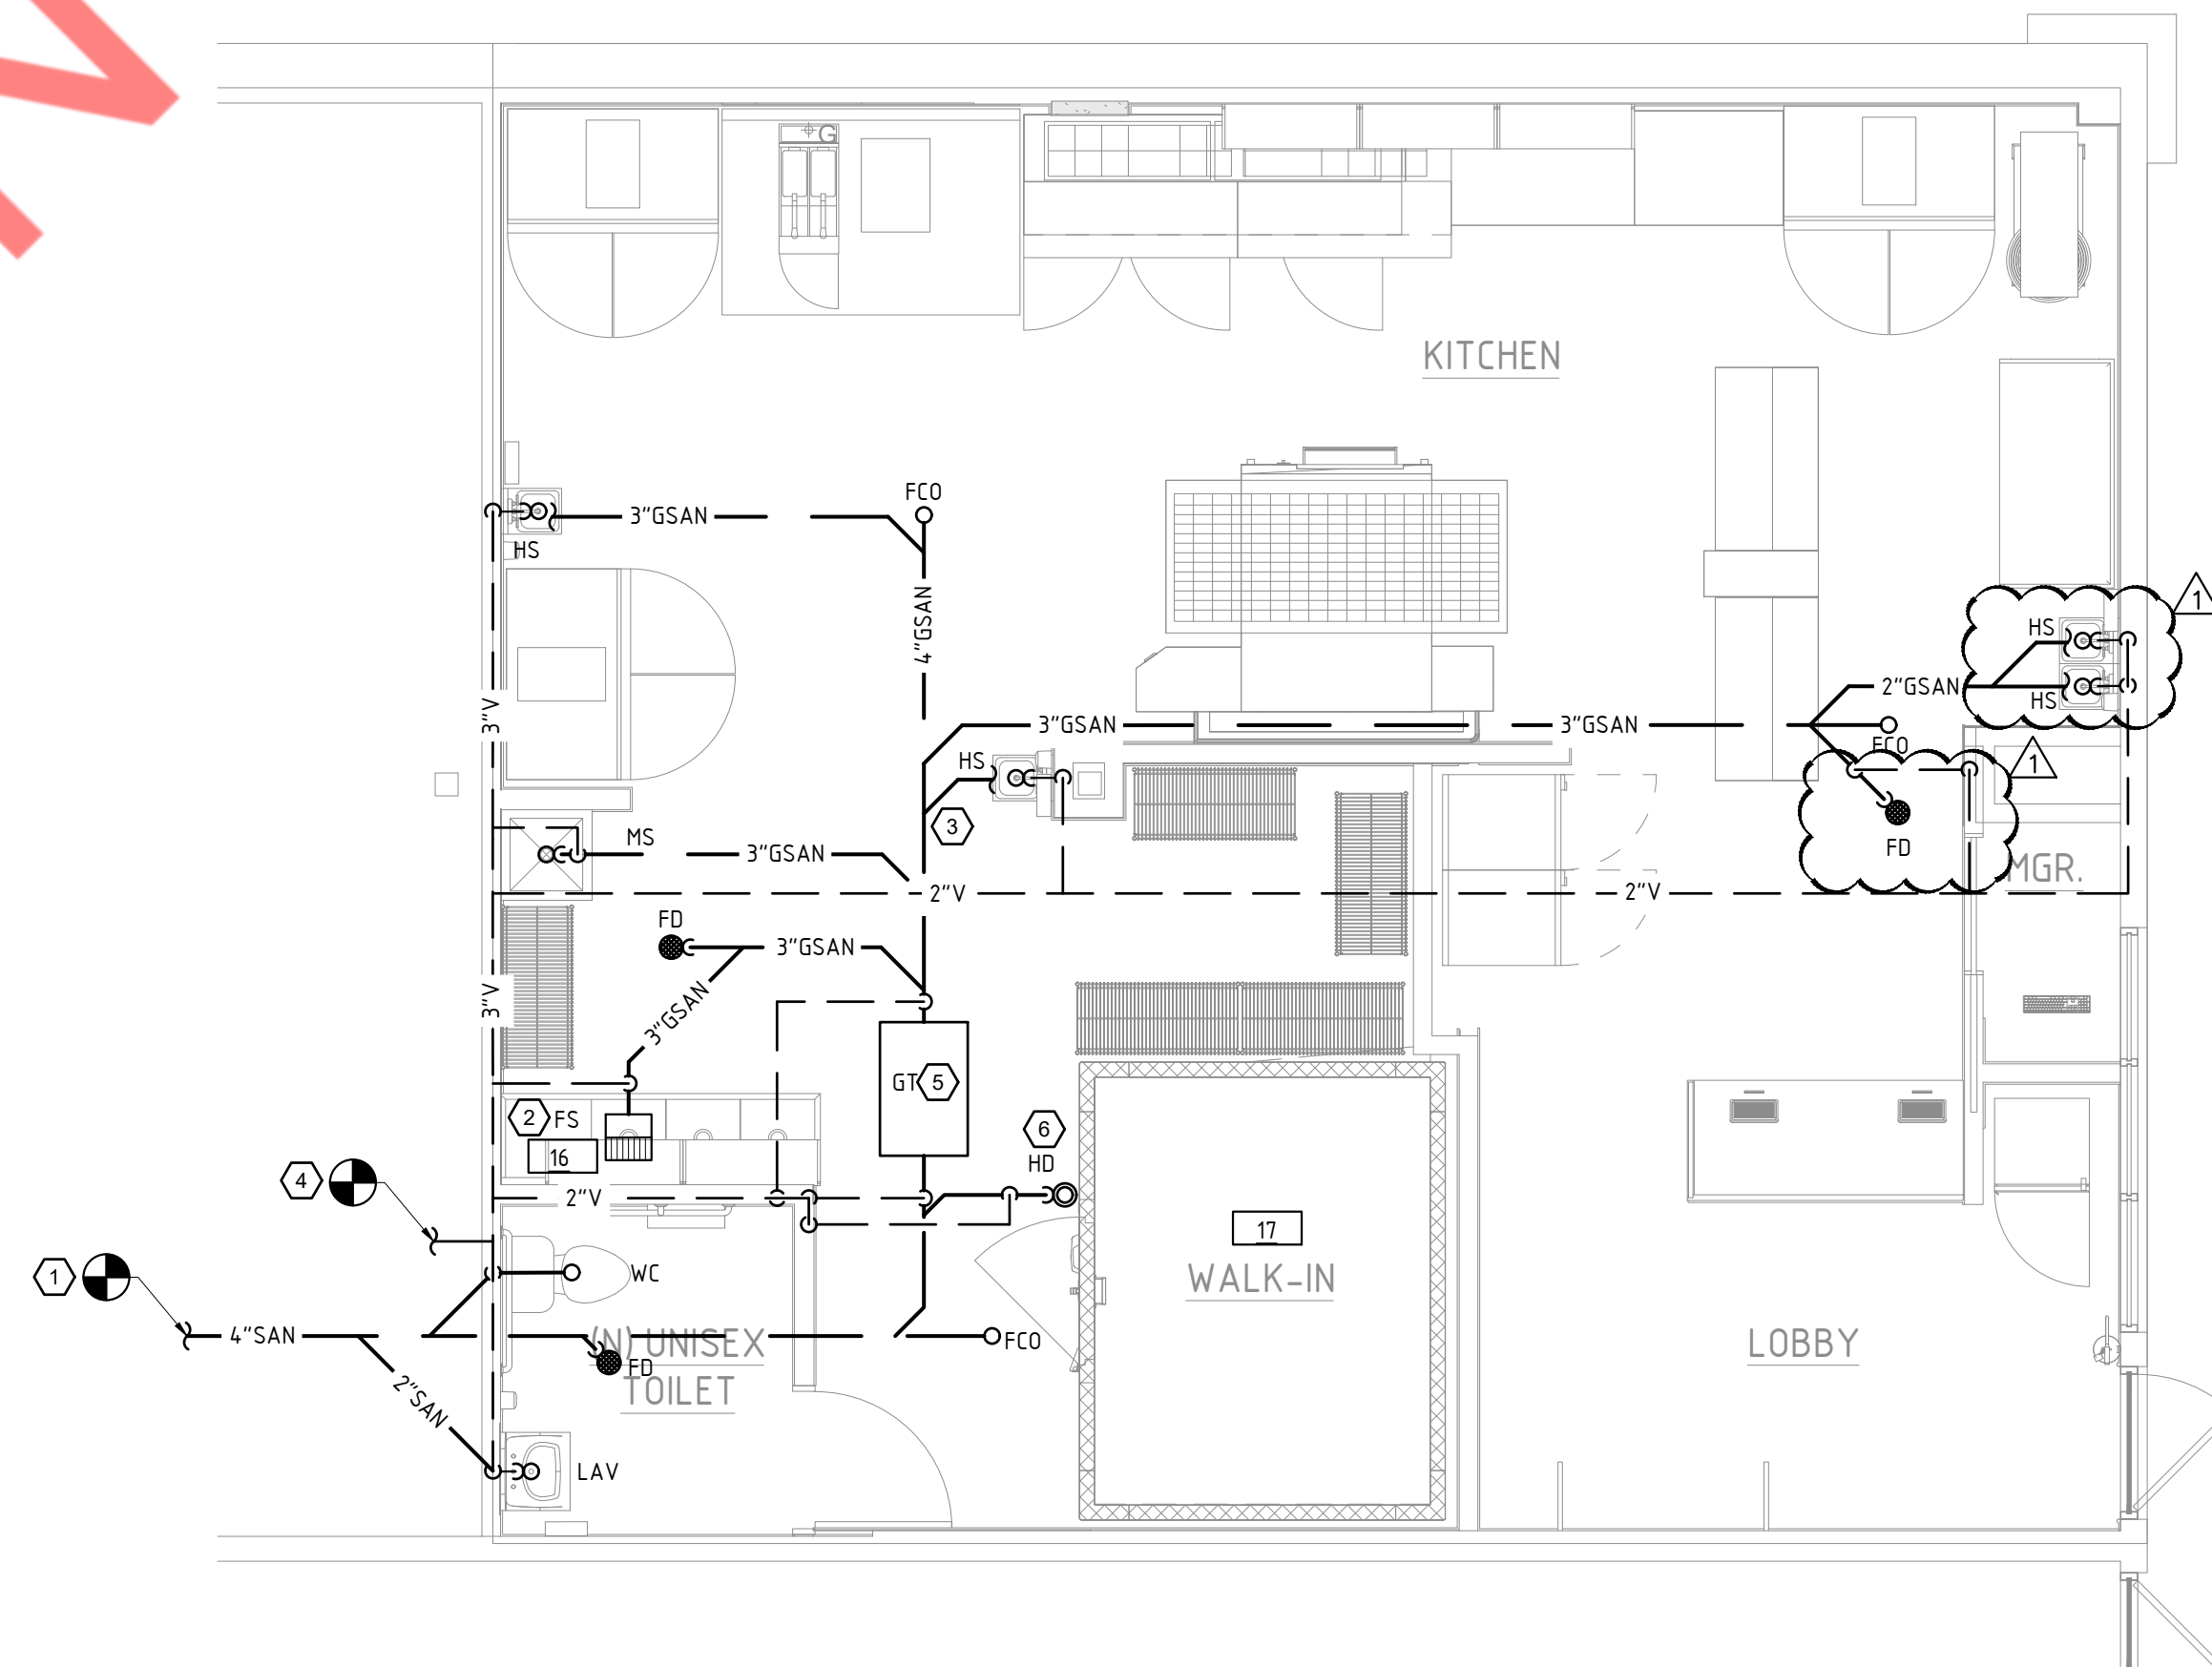 G
KITCHEN
FCO
3"GSAN
HS
4"GSAN
1
HS
2"GSAN
HS
3"V
3"GSAN
3"GSAN
FCO
HS
1
3
MS
3"GSAN
FD
MGR.
2"V
2"V
FD
3"GSAN
3"V
3"GSAN
GT
5
2
FS
16
6
HD
4
2"V
17
WALK-IN
WC
1
4"SAN
(N) UNISEX
TOILET
FCO
FD
LOBBY
2"SAN
LAV